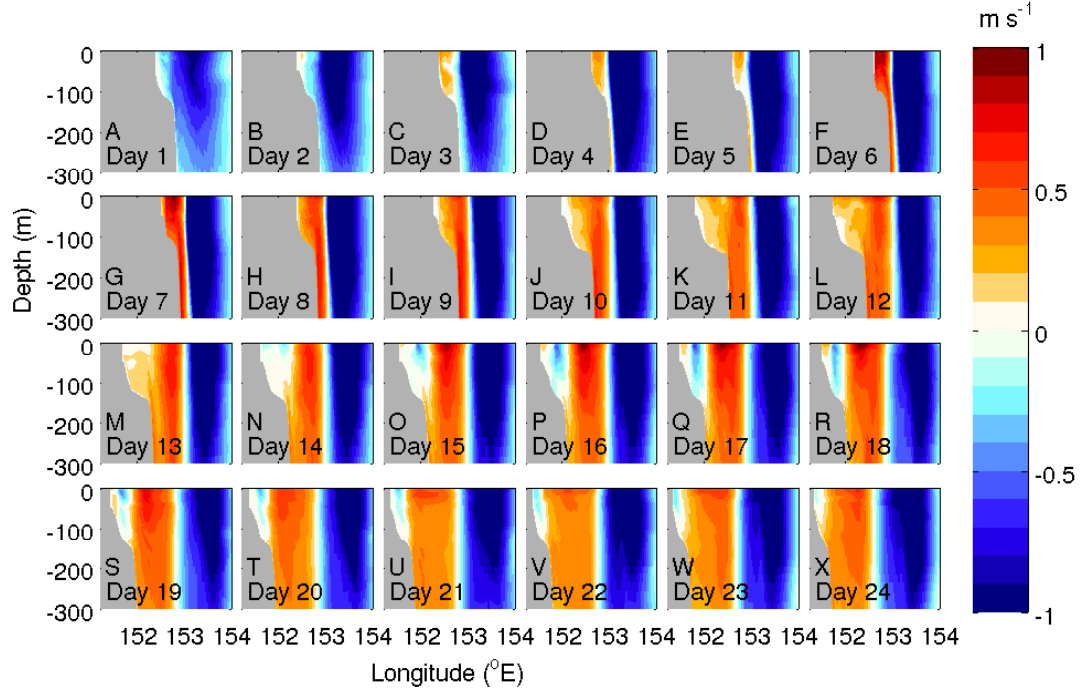 m s-1
0
-100
-200
-300
A
Day 1
B
Day 2
C
Day 3
D
Day 4
E
Day 5
F
Day 6
1
0.5
0
-0.5
-1
0
-100
-200
-300
G
Day 7
H
Day 8
I
Day 9
J
Day 10
K
Day 11
L
Day 12
Depth (m)
0
-100
-200
-300
M
Day 13
N
Day 14
O
Day 15
P
Day 16
Q
Day 17
R
Day 18
0
-100
-200
-300
S
Day 19
T
Day 20
U
Day 21
V
Day 22
W
Day 23
X
Day 24
152 153 154
152 153 154
152 153 154
152 153 154
152 153 154
152 153 154
Longitude (oE)